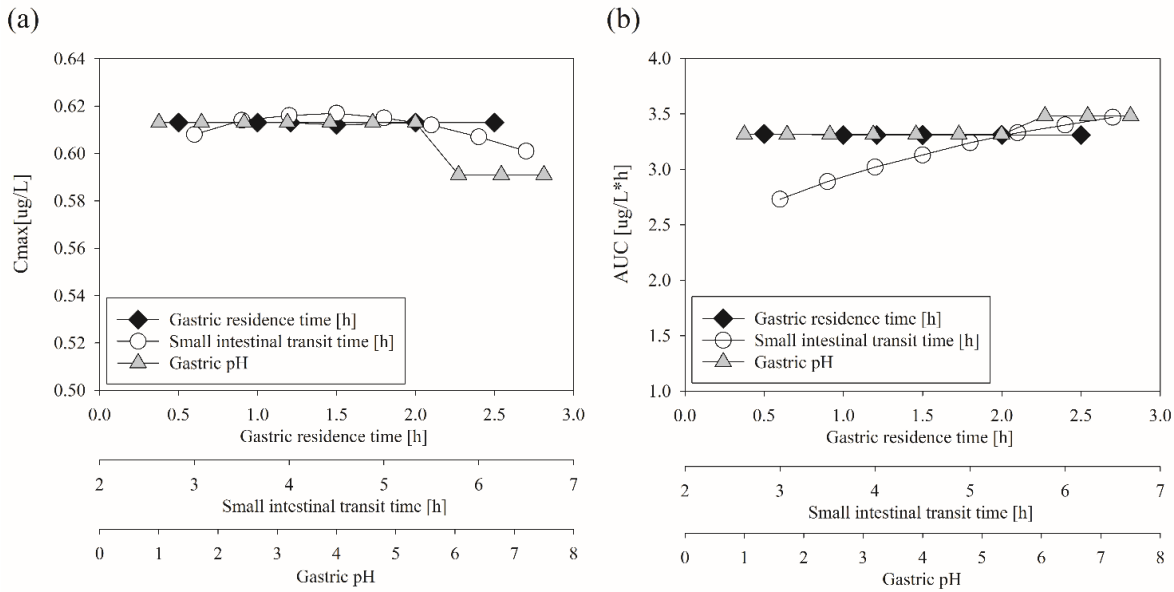 (a)
0.64
0.62
0.60
0.58
0.56
0.54
0.52
0.50
Cmax[ug/L]
Gastric residence time [h]
Small intestinal transit time [h]
Gastric pH
0.0 0.5 1.0 1.5 2.0 2.5 3.0
Gastric residence time [h]
2 3 4 5 6 7
Small intestinal transit time [h]
0 1 2 3 4 5 6 7 8
Gastric pH
(b)
4.0
3.5
3.0
2.5
2.0
1.5
1.0
AUC [ug/L*h]
Gastric residence time [h]
Small intestinal transit time [h]
Gastric pH
0.0 0.5 1.0 1.5 2.0 2.5 3.0
Gastric residence time [h]
2 3 4 5 6 7
Small intestinal transit time [h]
0 1 2 3 4 5 6 7 8
Gastric pH